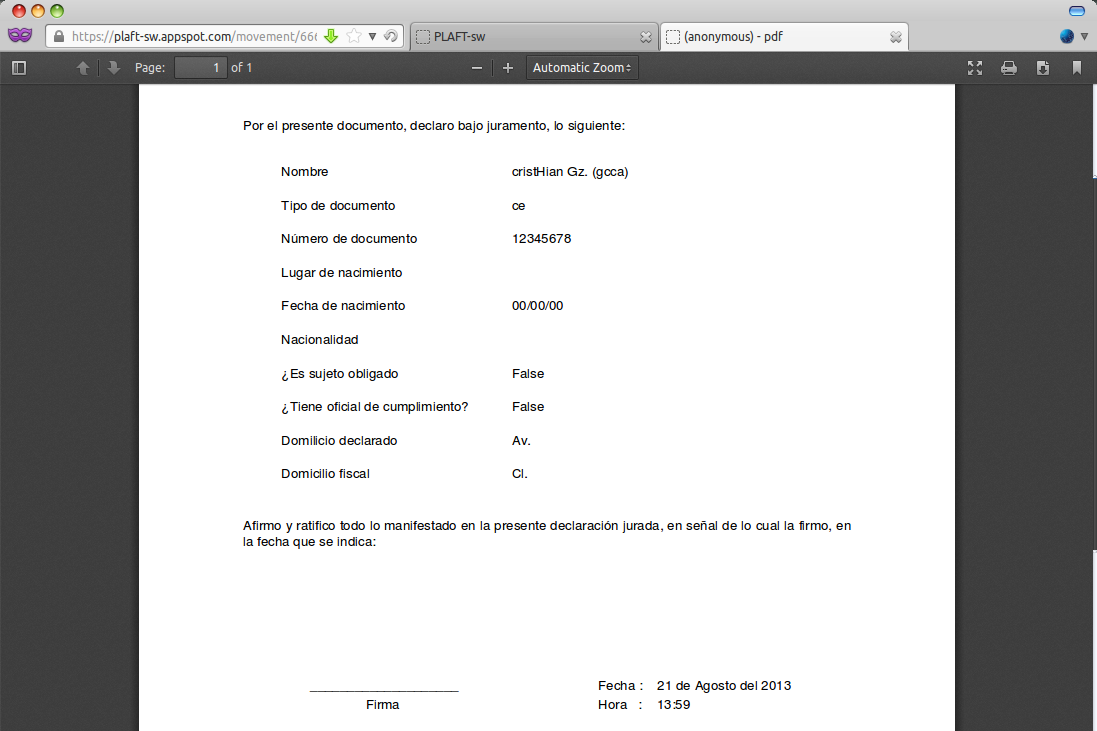 https://plaft-sw.appspot.com/movement/666
PLAFT-sw
(anonymous) - pdf
Page: 1 of 1
Automatic Zoom
Por el presente documento, declaro bajo juramento, lo siguiente:
Nombre cristHian Gz. (gcca)
Tipo de documento ce
Número de documento 12345678
Lugar de nacimiento
Fecha de nacimiento 00/00/00
Nacionalidad
¿Es sujeto obligado False
¿Tiene oficial de cumplimiento? False
Domilicio declarado Av.
Domicilio fiscal Cl.
Afirmo y ratifico todo lo manifestado en la presente declaración jurada, en señal de lo cual la firmo, en
la fecha que se indica:
Fecha : 21 de Agosto del 2013
Firma Hora : 13:59